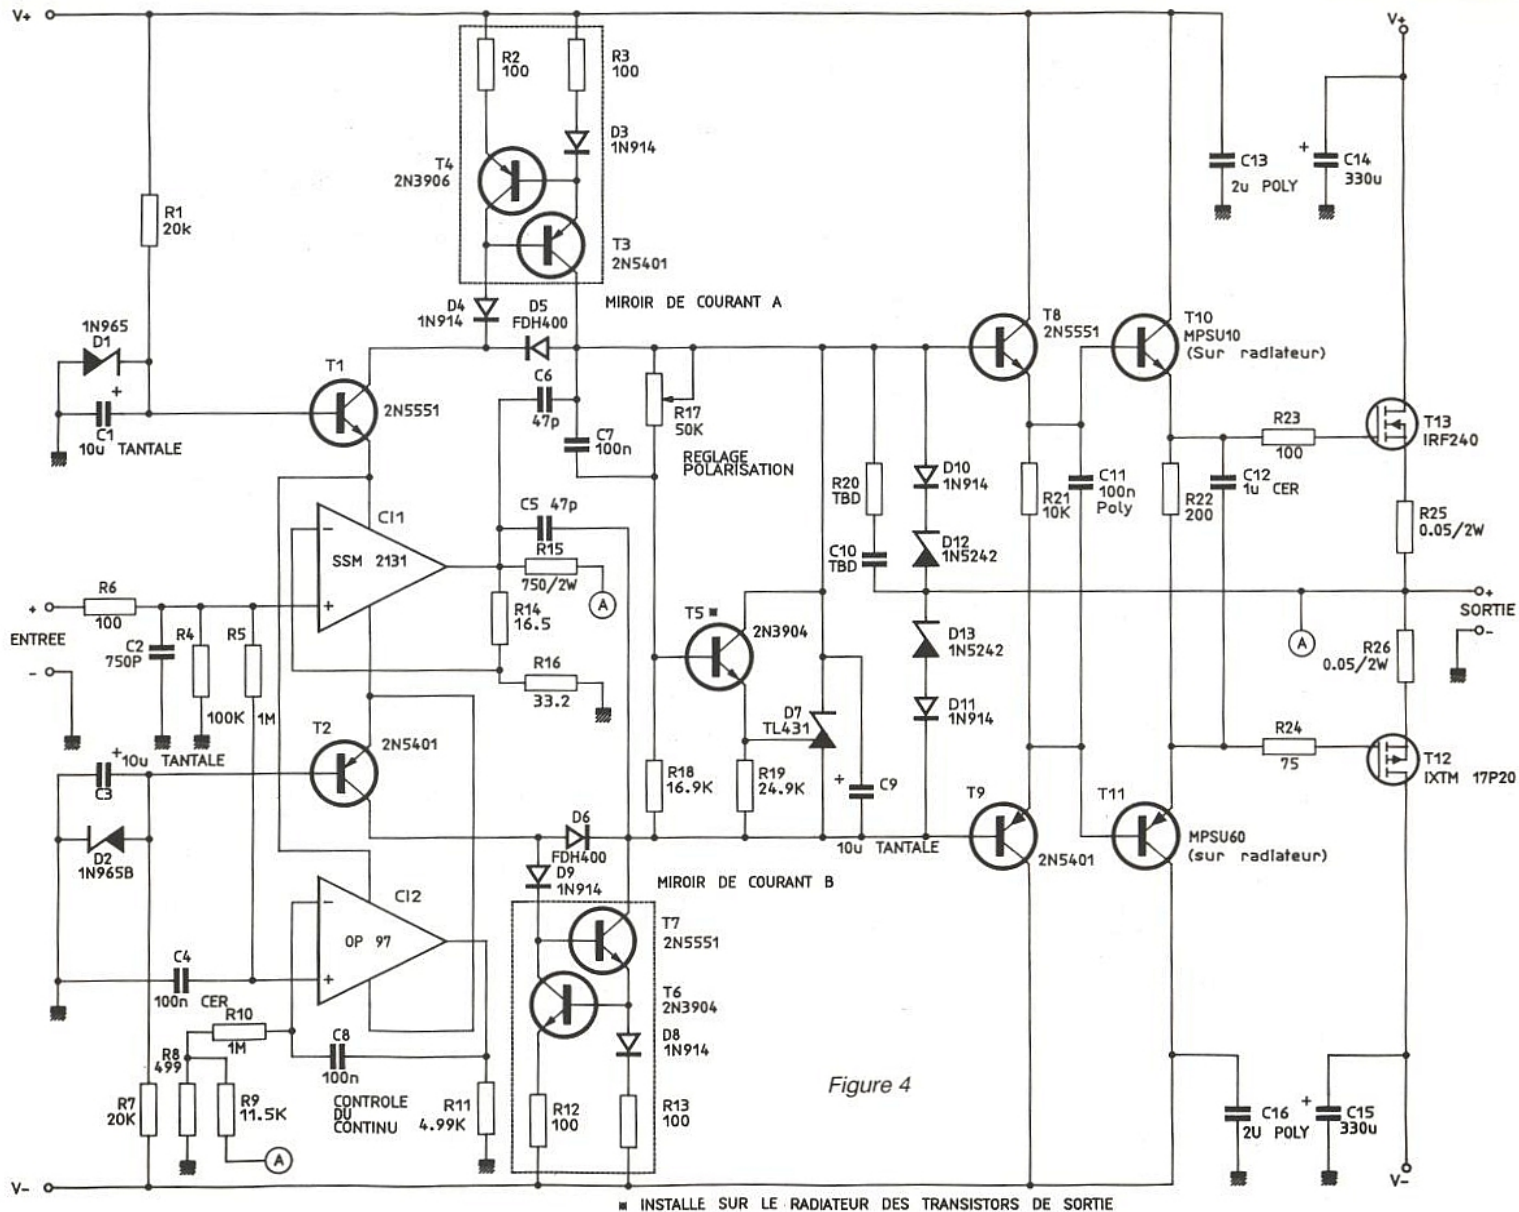 V+
V+
R2
100
R3
100
D3
1N914
T4
2N3906
T3
2N5401
C13
2u POLY
+
C14
330u
R1
20k
MIROIR DE COURANT A
D4
1N914
D5
FDH400
1N965
D1
+
C1
10u TANTALE
T1
2N5551
C6
47p
C7
100n
R17
50K
REGLAGE
POLARISATION
T8
2N5551
T10
MPSU10
(Sur radiateur)
T13
IRF240
R23
100
D10
1N914
R20
TBD
C10
TBD
D12
1N5242
R21
10K
C11
100n
Poly
R22
200
C12
1u CER
R25
0.05/2W
CI1
SSM 2131
-
+
C5 47p
R15
750/2W
A
R14
16.5
R16
33.2
R6
100
+
ENTREE
-
C2
750P
R4
100K
R5
1M
T5 ■
2N3904
D13
1N5242
D11
1N914
D7
TL431
A
+
SORTIE
-
R26
0.05/2W
T2
2N5401
+
10u TANTALE
C3
D2
1N965B
R18
16.9K
R19
24.9K
+
C9
10u TANTALE
R24
75
T12
IXTM 17P20
T9
2N5401
T11
MPSU60
(sur radiateur)
D6
FDH400
D9
1N914
MIROIR DE COURANT B
CI2
OP 97
-
+
T7
2N5551
T6
2N3904
D8
1N914
C4
100n CER
R10
1M
C8
100n
R8
499
R9
11.5K
A
R7
20K
CONTROLE
DU
CONTINU
R11
4.99K
R12
100
R13
100
Figure 4
C16
2U POLY
+
C15
330u
V-
V-
■ INSTALLE SUR LE RADIATEUR DES TRANSISTORS DE SORTIE